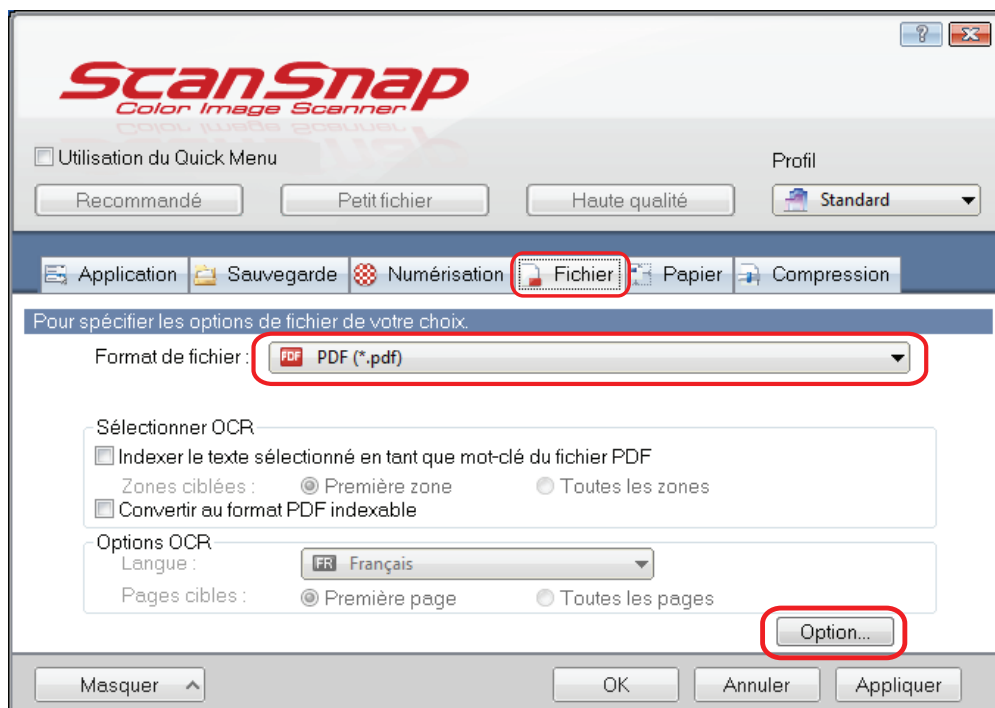 ScanSnap
Color Image Scanner
Utilisation du Quick Menu
Profil
Recommandé Petit fichier Haute qualité Standard
Application Sauvegarde Numérisation Fichier Papier Compression
Pour spécifier les options de fichier de votre choix.
Format de fichier : PDF PDF (*.pdf)
Sélectionner OCR
Indexer le texte sélectionné en tant que mot-clé du fichier PDF
Zones ciblées : Première zone Toutes les zones
Convertir au format PDF indexable
Options OCR
Langue : FR Français
Pages cibles : Première page Toutes les pages
Option...
Masquer OK Annuler Appliquer